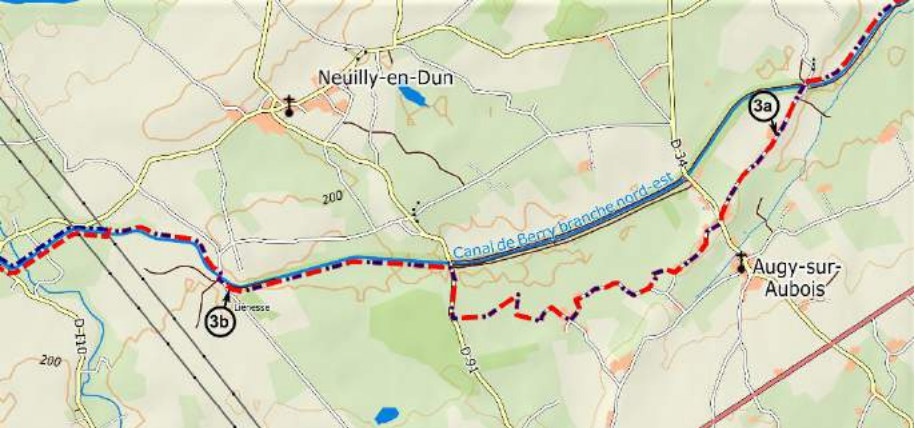 Neuilly-en-Dun
3a
D-34
200
Canal de Berry branche nord-est
Augy-sur-
Aubois
Liénesse
3b
D-110
200
D-91